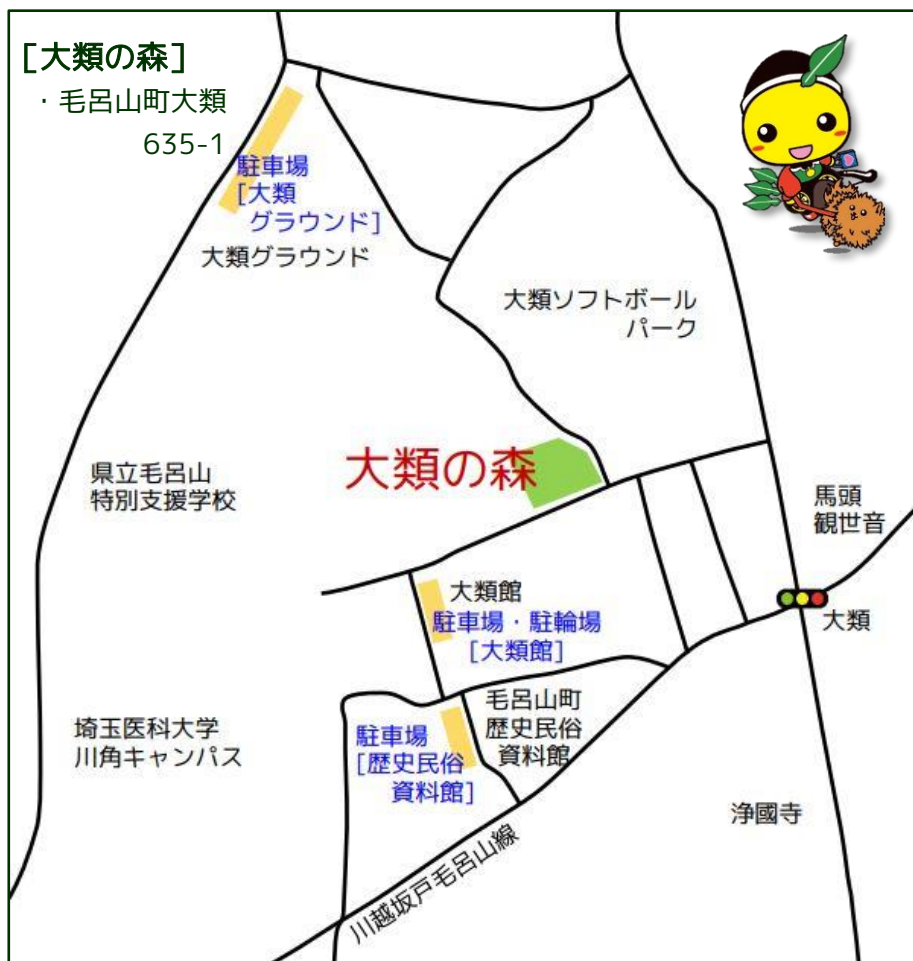 [大類の森]
・毛呂山町大類
635-1
駐車場
[大類
グラウンド]
大類グラウンド
大類ソフトボール
パーク
大類の森
県立毛呂山
特別支援学校
馬頭
観世音
大類館
駐車場・駐輪場
[大類館]
大類
毛呂山町
歴史民俗
資料館
埼玉医科大学
川角キャンパス
駐車場
[歴史民俗
資料館]
浄國寺
川越坂戸毛呂山線